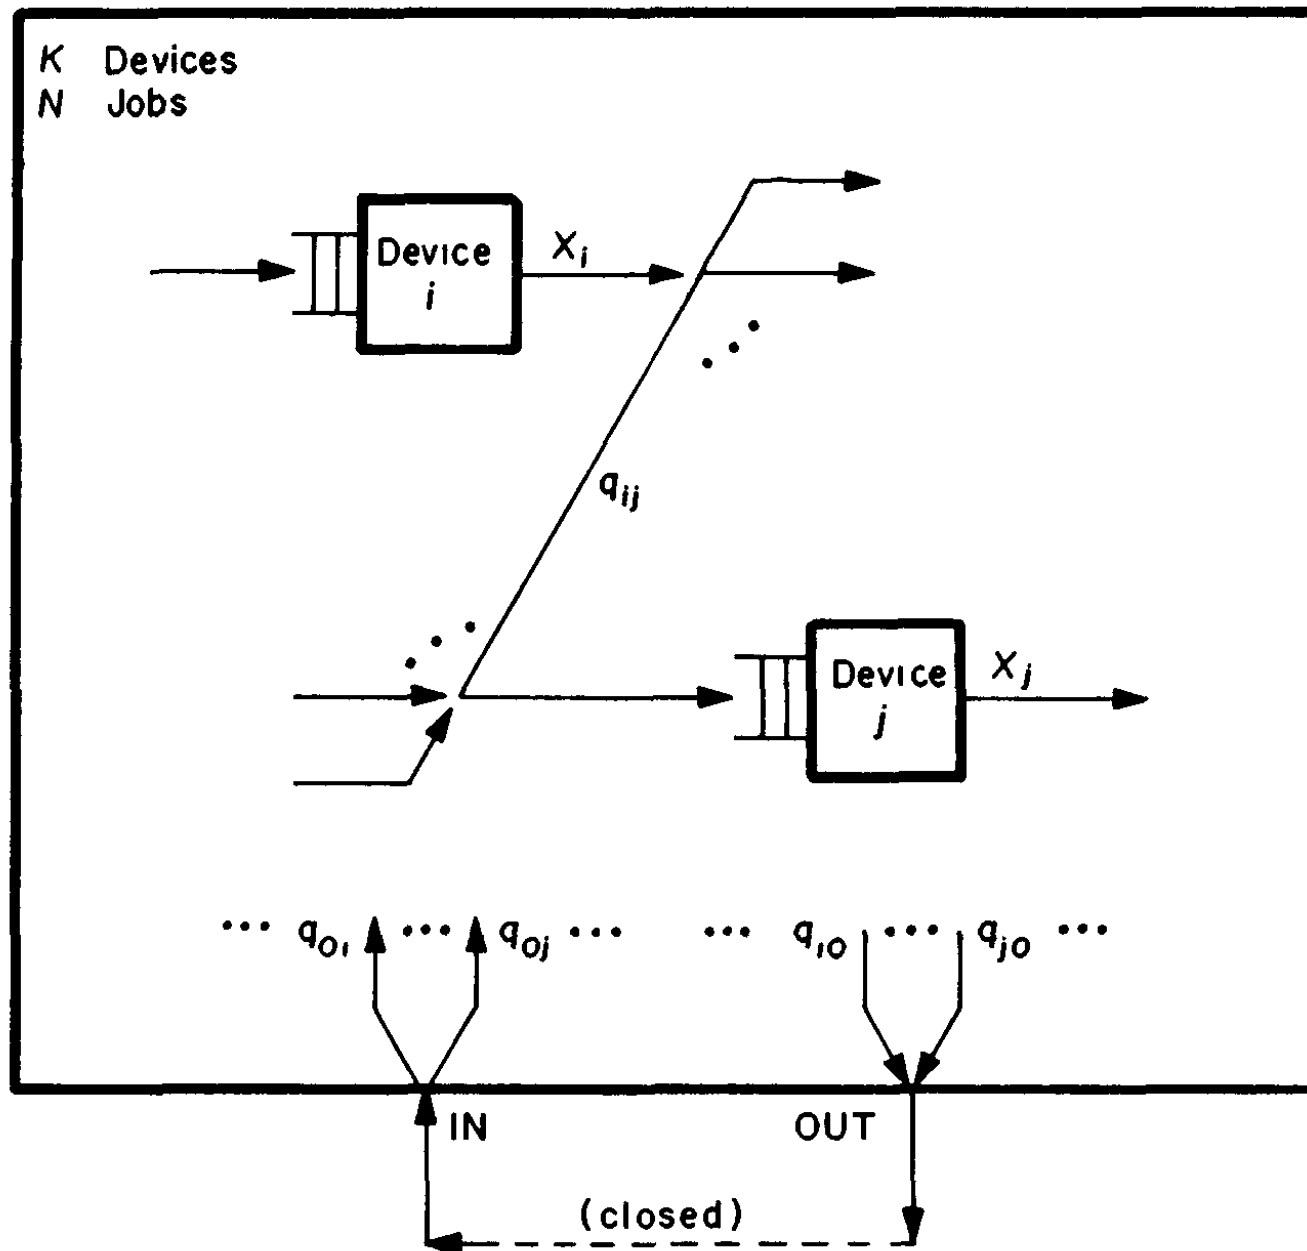 K Devices
N Jobs
Device
i
X_i
q_ij
Device
j
X_j
... q_0i ... q_0j ... ... q_i0 ... q_j0 ...
IN
OUT
(closed)